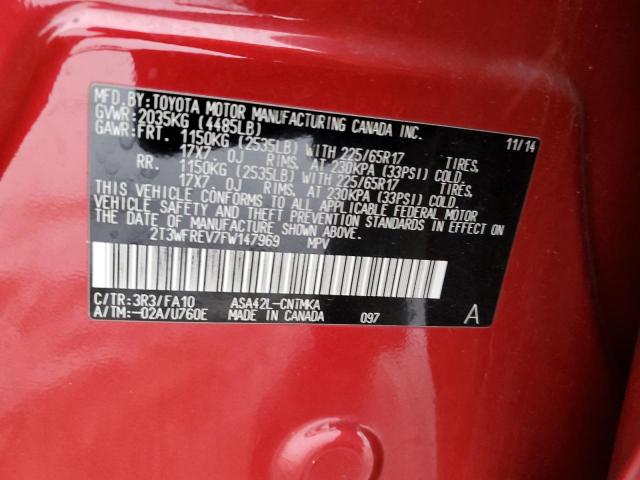 MFD. BY: TOYOTA MOTOR MANUFACTURING CANADA INC.
GVWR: 2035KG (4485LB) 11/14
GAWR: FRT. 1150KG (2535LB) WITH 225/65R17 TIRES,
17X7. 0J RIMS, AT 230KPA (33PSI) COLD.
RR. 1150KG (2535LB) WITH 225/65R17 TIRES,
17X7. 0J RIMS, AT 230KPA (33PSI) COLD.
THIS VEHICLE CONFORMS TO ALL APPLICABLE FEDERAL MOTOR
VEHICLE SAFETY AND THEFT PREVENTION STANDARDS IN EFFECT ON
THE DATE OF MANUFACTURE SHOWN ABOVE.
2T3WFREV7FW147969 MPV
C/TR: 3R3/FA10 ASA42L-CNTMKA
A/TM: -02A/U760E MADE IN CANADA 097 A